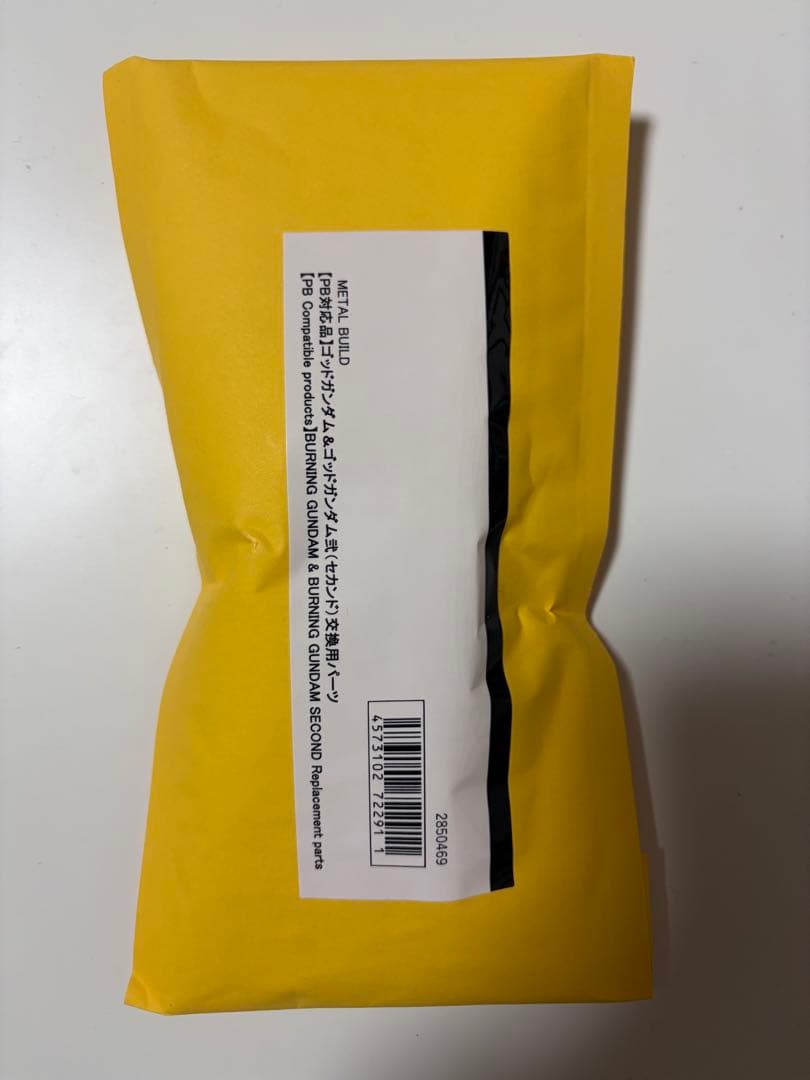 METAL BUILD
【PB対応品】ゴッドガンダム&ゴッドガンダム弐(セカンド)交換用パーツ
【PB Compatible products】BURNING GUNDAM & BURNING GUNDAM SECOND Replacement parts
2850469
4573102 72291 1